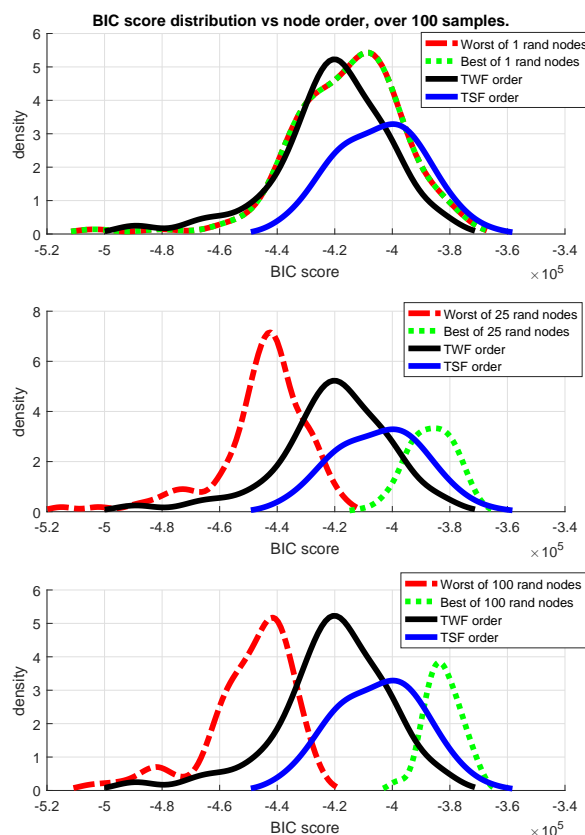 BIC score distribution vs node order, over 100 samples.
6
5
4
3
2
1
0
density
Worst of 1 rand nodes
Best of 1 rand nodes
TWF order
TSF order
-5.2 -5 -4.8 -4.6 -4.4 -4.2 -4 -3.8 -3.6 -3.4
BIC score
×10^5
8
6
4
2
0
density
Worst of 25 rand nodes
Best of 25 rand nodes
TWF order
TSF order
-5.2 -5 -4.8 -4.6 -4.4 -4.2 -4 -3.8 -3.6 -3.4
BIC score
×10^5
6
5
4
3
2
1
0
density
Worst of 100 rand nodes
Best of 100 rand nodes
TWF order
TSF order
-5.2 -5 -4.8 -4.6 -4.4 -4.2 -4 -3.8 -3.6 -3.4
BIC score
×10^5